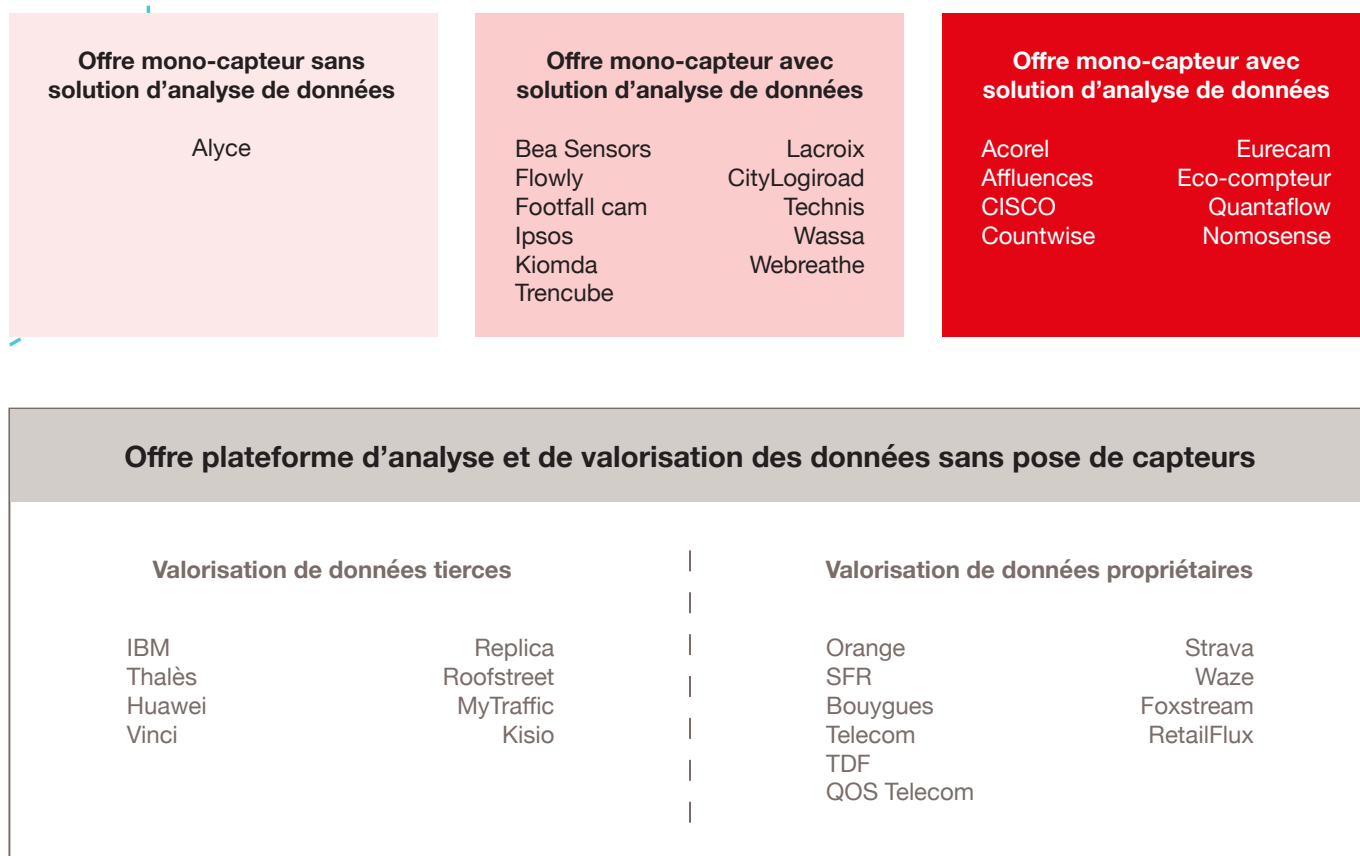 Offre mono-capteur sans
solution d'analyse de données
Alyce
Offre mono-capteur avec
solution d'analyse de données
Bea Sensors
Flowly
Footfall cam
Ipsos
Kiomda
Trencube
Lacroix
CityLogiroad
Technis
Wassa
Webreathe
Offre mono-capteur avec
solution d'analyse de données
Acorel
Affluences
CISCO
Countwise
Eurecam
Eco-compteur
Quantaflow
Nomosense
Offre plateforme d'analyse et de valorisation des données sans pose de capteurs
Valorisation de données tierces
IBM
Thalès
Huawei
Vinci
Replica
Roofstreet
MyTraffic
Kisio
Valorisation de données propriétaires
Orange
SFR
Bouygues
Telecom
TDF
QOS Telecom
Strava
Waze
Foxstream
RetailFlux